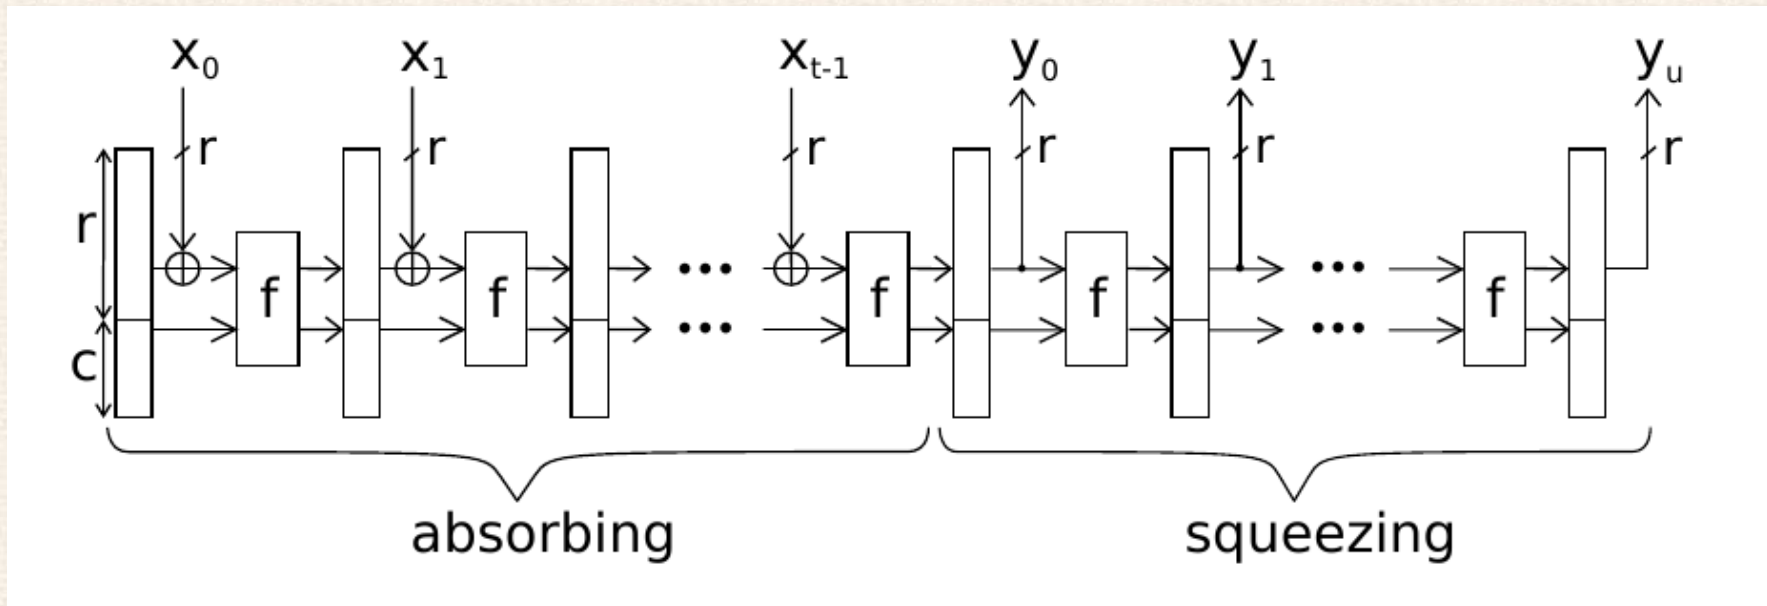 x₀ x₁ xₜ₋₁ y₀ y₁ yᵤ
r r r r r r
r f f f f f
c
absorbing squeezing